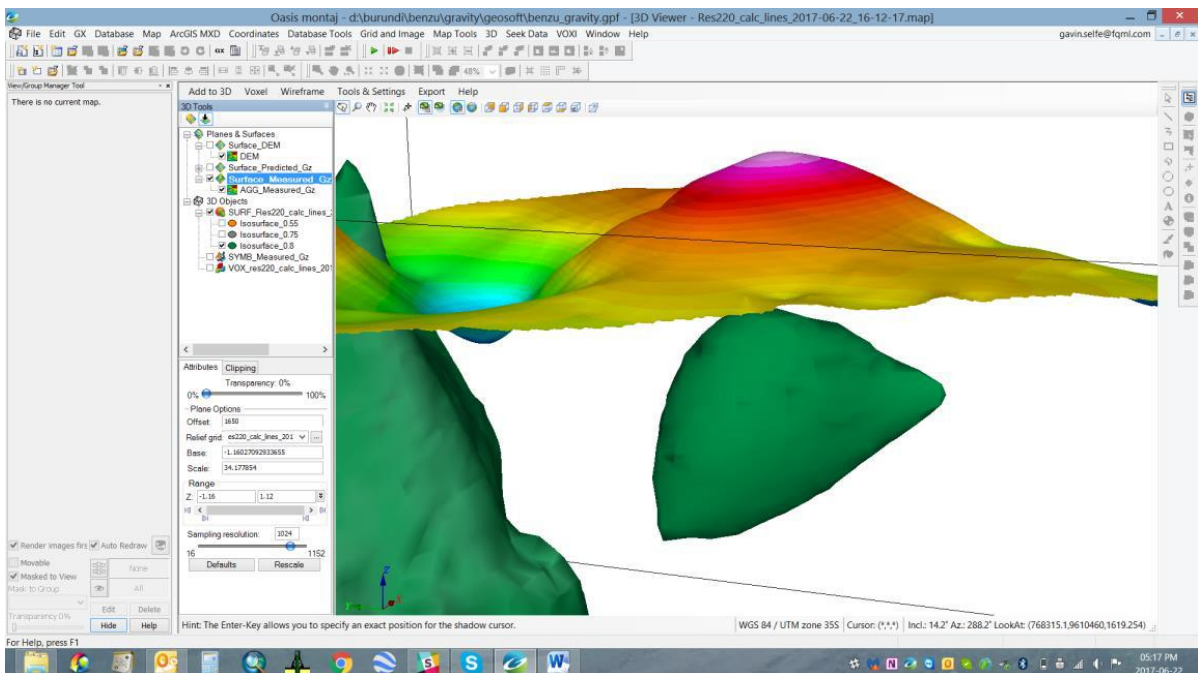 Oasis montaj - d:\burundi\benzu\gravity\geosoft\benzu_gravity.gpf - [3D Viewer - Res220_calc_lines_2017-06-22_16-12-17.map]
File Edit GX Database Map ArcGIS MXD Coordinates Database Tools Grid and Image Map Tools 3D Seek Data VOXI Window Help
gavin.selfe@fqml.com
48%
View/Group Manager Tool
There is no current map.
Add to 3D Voxel Wireframe Tools & Settings Export Help
3D Tools
Planes & Surfaces
Surface_DEM
DEM
Surface_Predicted_Gz
Surface_Measured_Gz
AGG_Measured_Gz
3D Objects
SURF_Res220_calc_lines_
Isosurface_0.55
Isosurface_0.75
Isosurface_0.8
SYMB_Measured_Gz
VOX_res220_calc_lines_201
Attributes Clipping
Transparency: 0%
0% 100%
Plane Options
Offset: 1650
Relief grid: es220_calc_lines_201 ...
Base: -1.16027092933655
Scale: 34.177854
Range
Z: -1.16 1.12
Sampling resolution: 1024
16 1152
Defaults Rescale
Render images firs Auto Redraw
Movable
Masked to View
Mask to Group
None
All
Transparency 0%
Edit Delete
Hide Help
Z
Hint: The Enter-Key allows you to specify an exact position for the shadow cursor.
WGS 84 / UTM zone 35S Cursor: (*,*,*) Incl.: 14.2° Az.: 288.2° LookAt: (768315.1,9610460,1619.254)
For Help, press F1
05:17 PM
2017-06-22